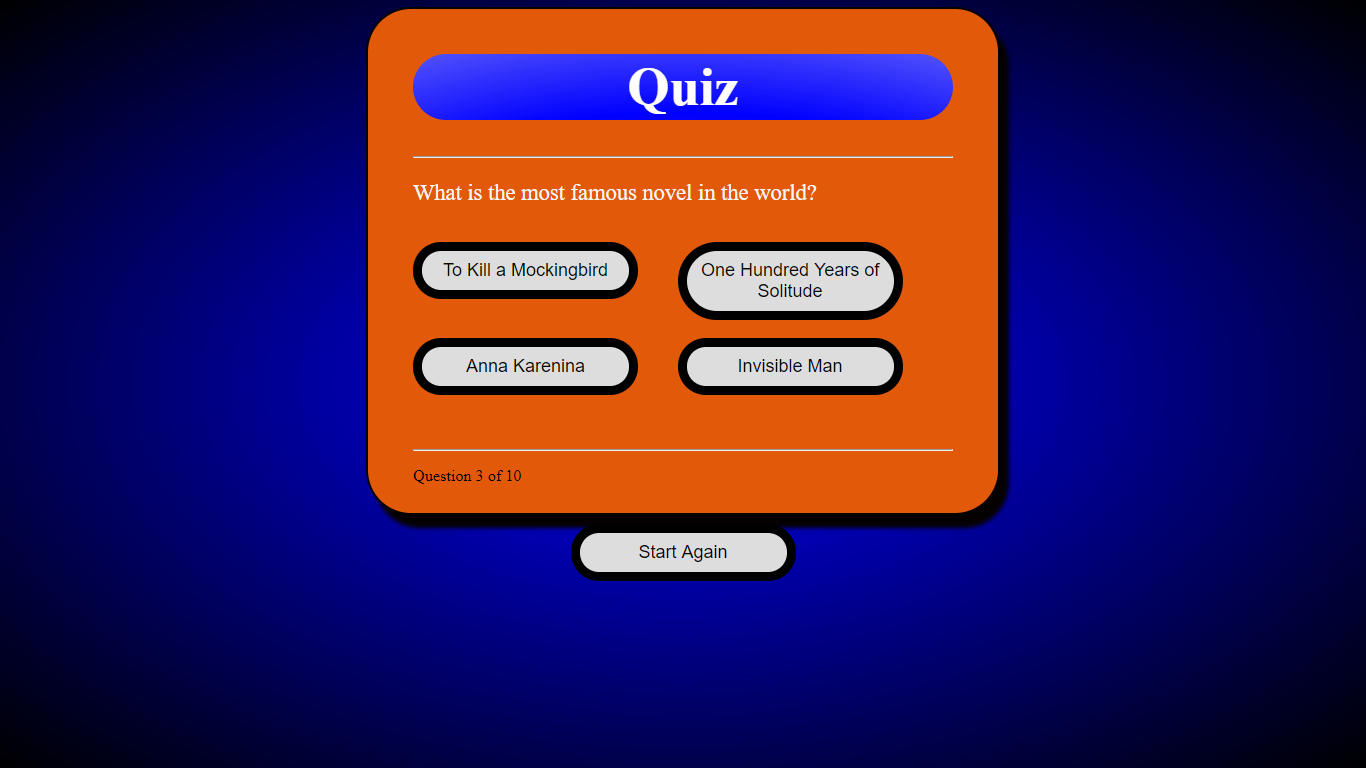 Quiz
What is the most famous novel in the world?
To Kill a Mockingbird
One Hundred Years of
Solitude
Anna Karenina
Invisible Man
Question 3 of 10
Start Again